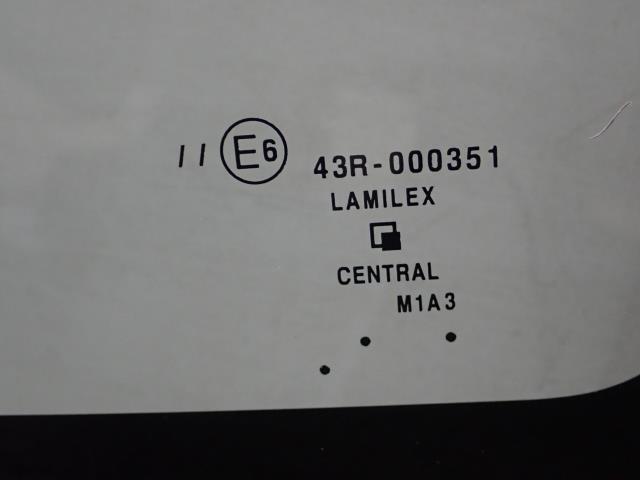 II E6 43R-000351
LAMILEX
CENTRAL
M1A3